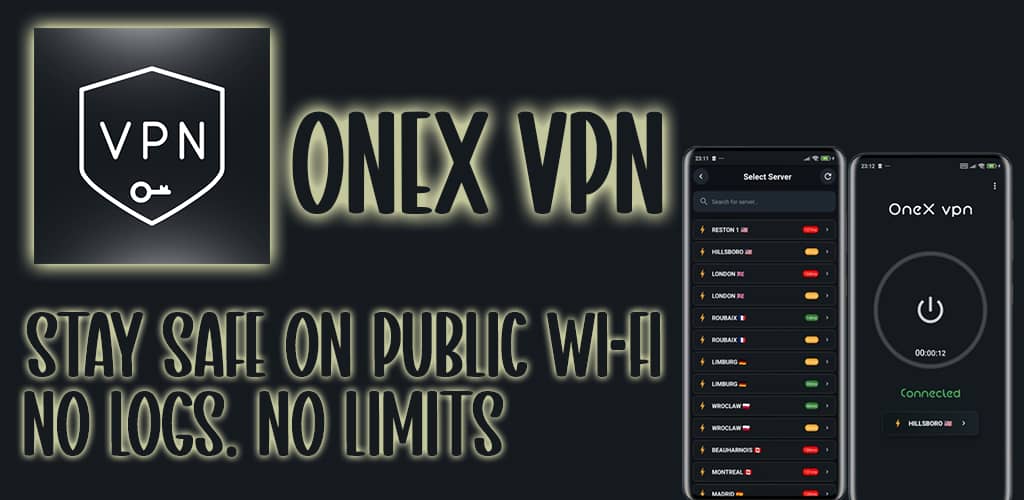 VPN
ONEX VPN
STAY SAFE ON PUBLIC WI-FI
NO LOGS. NO LIMITS
23:11
Select Server
Search for server...
RESTON 1
HILLSBORO
LONDON
LONDON
ROUBAIX
ROUBAIX
LIMBURG
LIMBURG
WROCLAW
WROCLAW
BEAUHARNOIS
MONTREAL
MADRID
23:12
OneX vpn
00:00:12
Connected
HILLSBORO